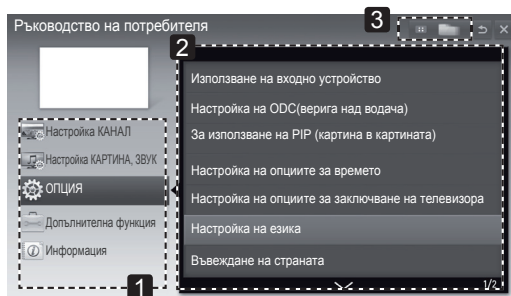 Ръководство на потребителя
3
2
Настройка КАНАЛ
Настройка КАРТИНА, ЗВУК
ОПЦИЯ
Допълнителна функция
Информация
1
Използване на входно устройство
Настройка на ODC(верига над водача)
За използване на PIP (картина в картината)
Настройка на опциите за времето
Настройка на опциите за заключване на телевизора
Настройка на езика
Въвеждане на страната
1/2